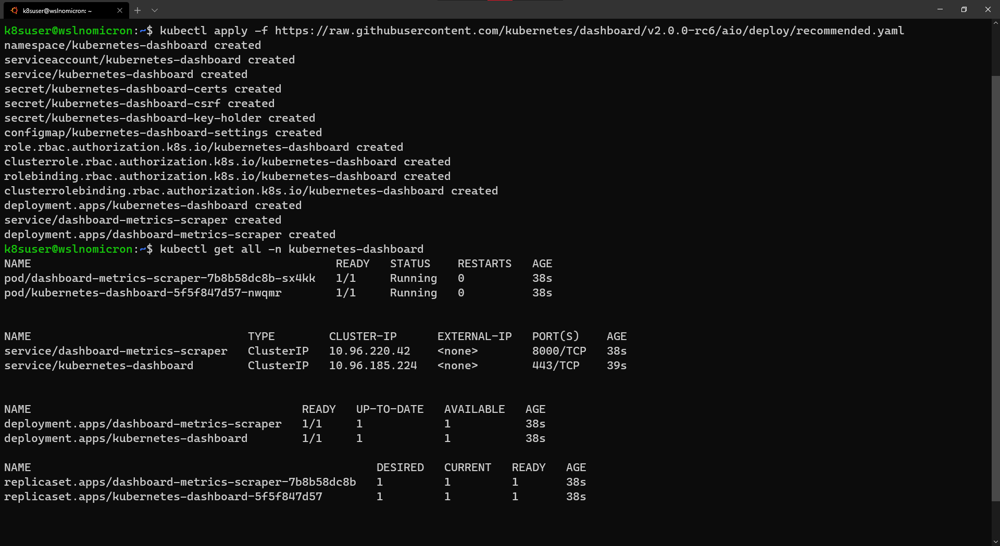 k8suser@wslnomicron: ~
k8suser@wslnomicron:~$ kubectl apply -f https://raw.githubusercontent.com/kubernetes/dashboard/v2.0.0-rc6/aio/deploy/recommended.yaml
namespace/kubernetes-dashboard created
serviceaccount/kubernetes-dashboard created
service/kubernetes-dashboard created
secret/kubernetes-dashboard-certs created
secret/kubernetes-dashboard-csrf created
secret/kubernetes-dashboard-key-holder created
configmap/kubernetes-dashboard-settings created
role.rbac.authorization.k8s.io/kubernetes-dashboard created
clusterrole.rbac.authorization.k8s.io/kubernetes-dashboard created
rolebinding.rbac.authorization.k8s.io/kubernetes-dashboard created
clusterrolebinding.rbac.authorization.k8s.io/kubernetes-dashboard created
deployment.apps/kubernetes-dashboard created
service/dashboard-metrics-scraper created
deployment.apps/dashboard-metrics-scraper created
k8suser@wslnomicron:~$ kubectl get all -n kubernetes-dashboard
NAME READY STATUS RESTARTS AGE
pod/dashboard-metrics-scraper-7b8b58dc8b-sx4kk 1/1 Running 0 38s
pod/kubernetes-dashboard-5f5f847d57-nwqmr 1/1 Running 0 38s
NAME TYPE CLUSTER-IP EXTERNAL-IP PORT(S) AGE
service/dashboard-metrics-scraper ClusterIP 10.96.220.42 <none> 8000/TCP 38s
service/kubernetes-dashboard ClusterIP 10.96.185.224 <none> 443/TCP 39s
NAME READY UP-TO-DATE AVAILABLE AGE
deployment.apps/dashboard-metrics-scraper 1/1 1 1 38s
deployment.apps/kubernetes-dashboard 1/1 1 1 38s
NAME DESIRED CURRENT READY AGE
replicaset.apps/dashboard-metrics-scraper-7b8b58dc8b 1 1 1 38s
replicaset.apps/kubernetes-dashboard-5f5f847d57 1 1 1 38s